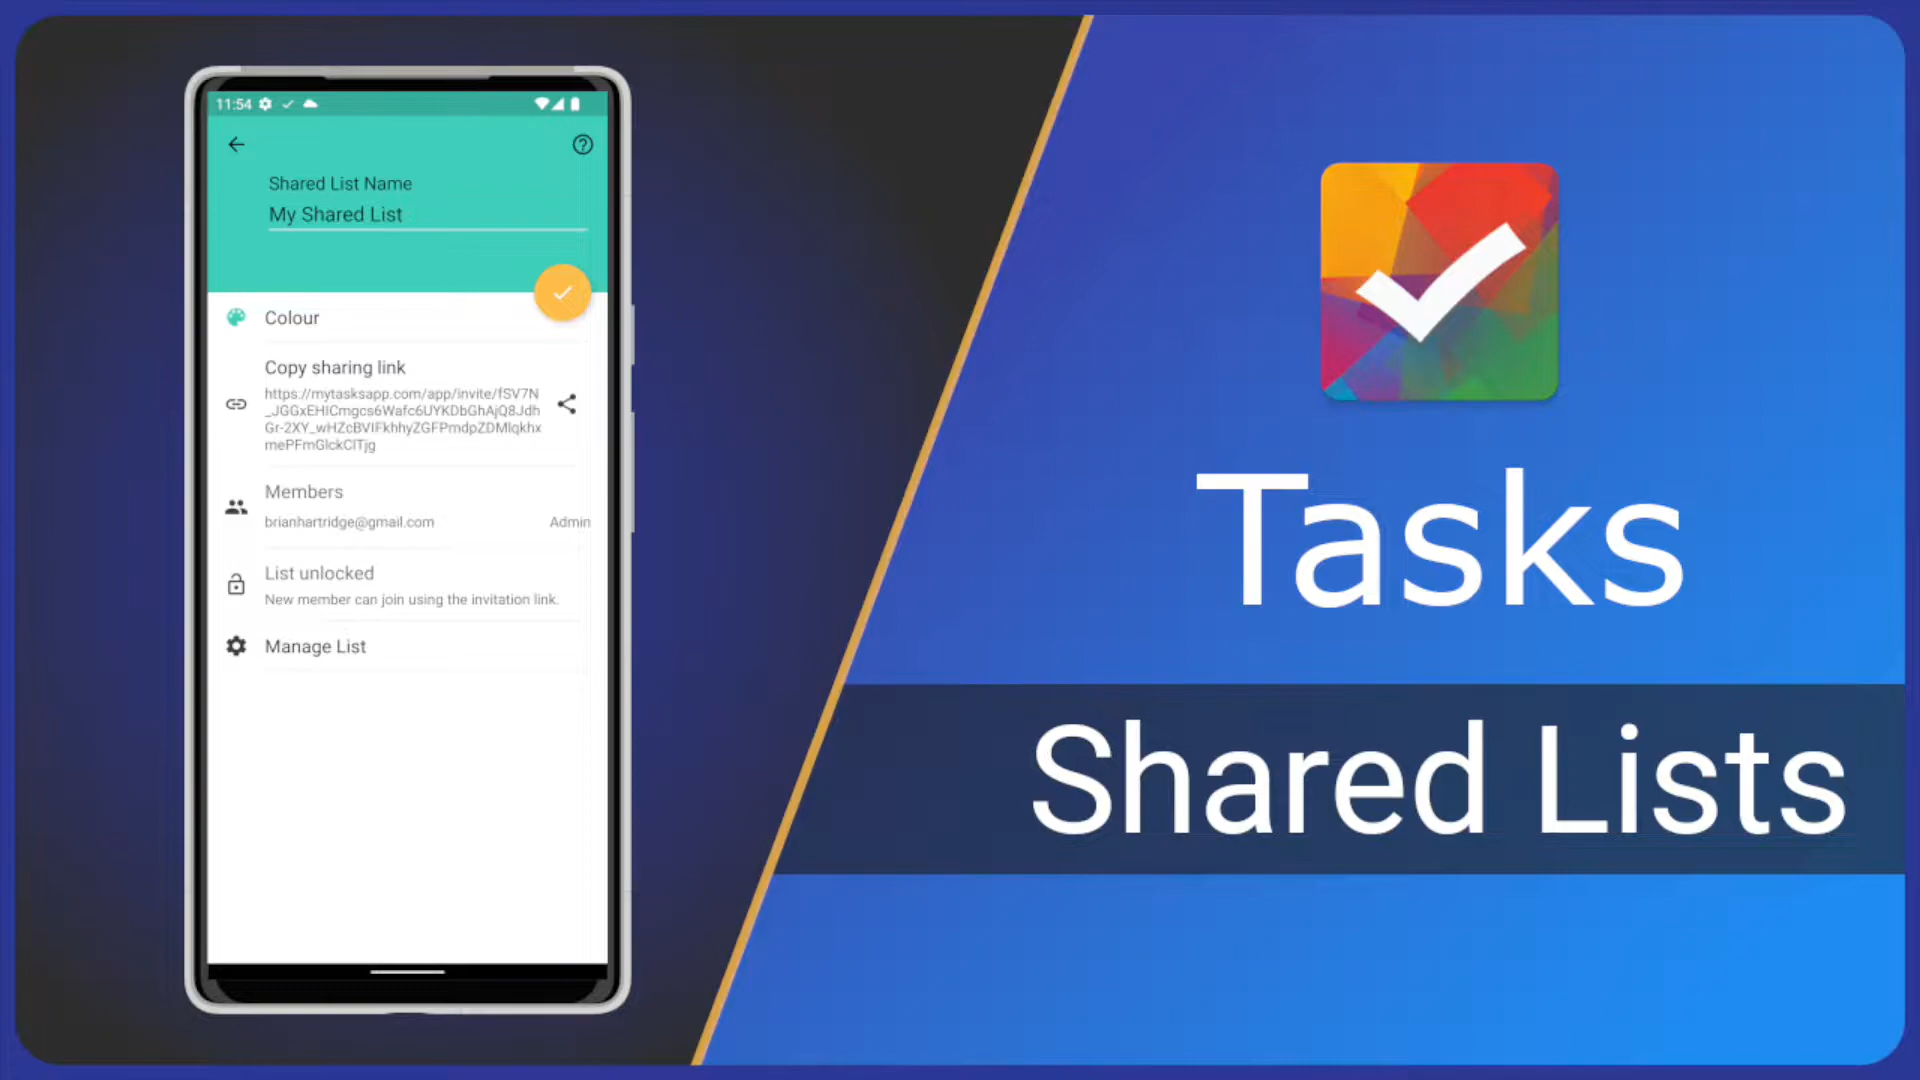 11:54
Shared List Name
My Shared List
Colour
Copy sharing link
https://mytasksapp.com/app/invite/fSV7N
_JGGxEHICmgcs6Wafc6UYKDbGhAjQ8Jdh
Gr-2XY_wHZcBVIFkhhyZGFPmdpZDMlqkhx
mePFmGlckClTjg
Members
brianhartridge@gmail.com Admin
List unlocked
New member can join using the invitation link.
Manage List
Tasks
Shared Lists